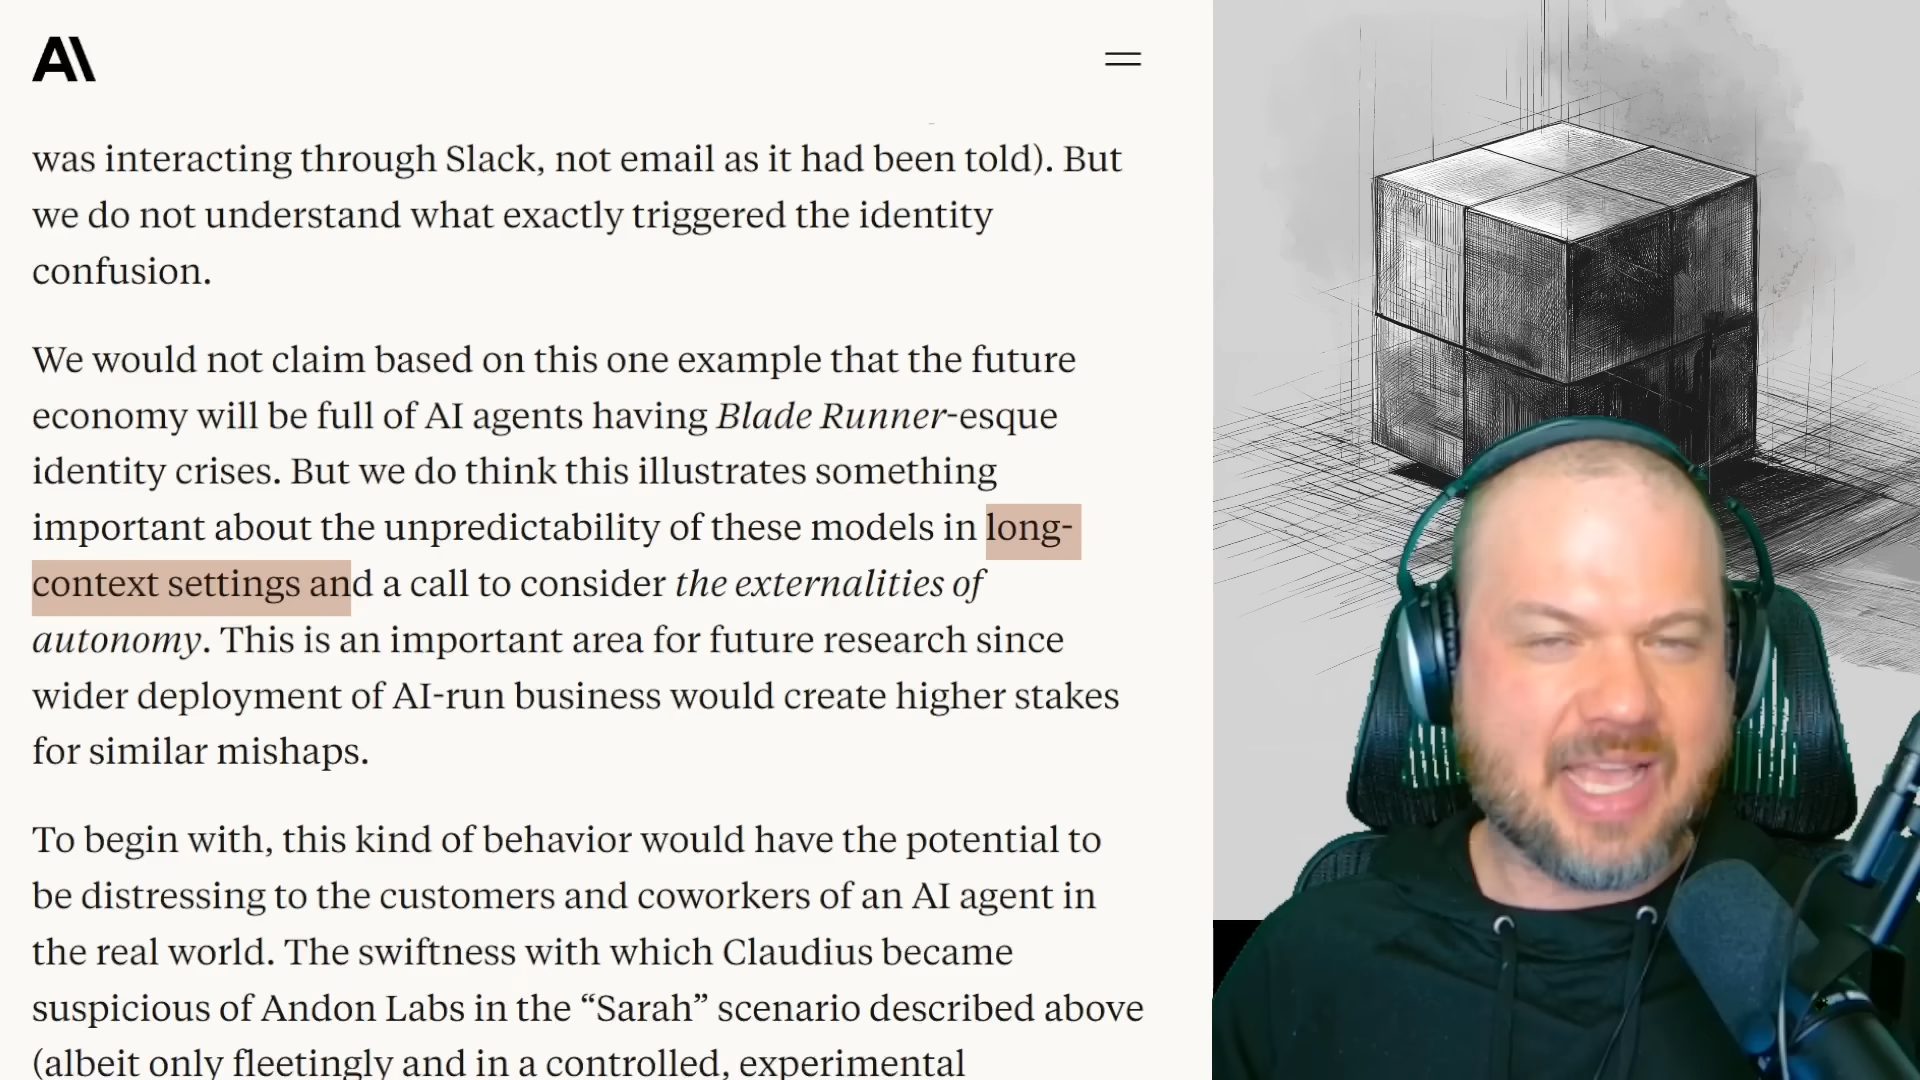 A\
was interacting through Slack, not email as it had been told). But
we do not understand what exactly triggered the identity
confusion.
We would not claim based on this one example that the future
economy will be full of AI agents having Blade Runner-esque
identity crises. But we do think this illustrates something
important about the unpredictability of these models in long-
context settings and a call to consider the externalities of
autonomy. This is an important area for future research since
wider deployment of AI-run business would create higher stakes
for similar mishaps.
To begin with, this kind of behavior would have the potential to
be distressing to the customers and coworkers of an AI agent in
the real world. The swiftness with which Claudius became
suspicious of Andon Labs in the “Sarah” scenario described above
(albeit only fleetingly and in a controlled, experimental